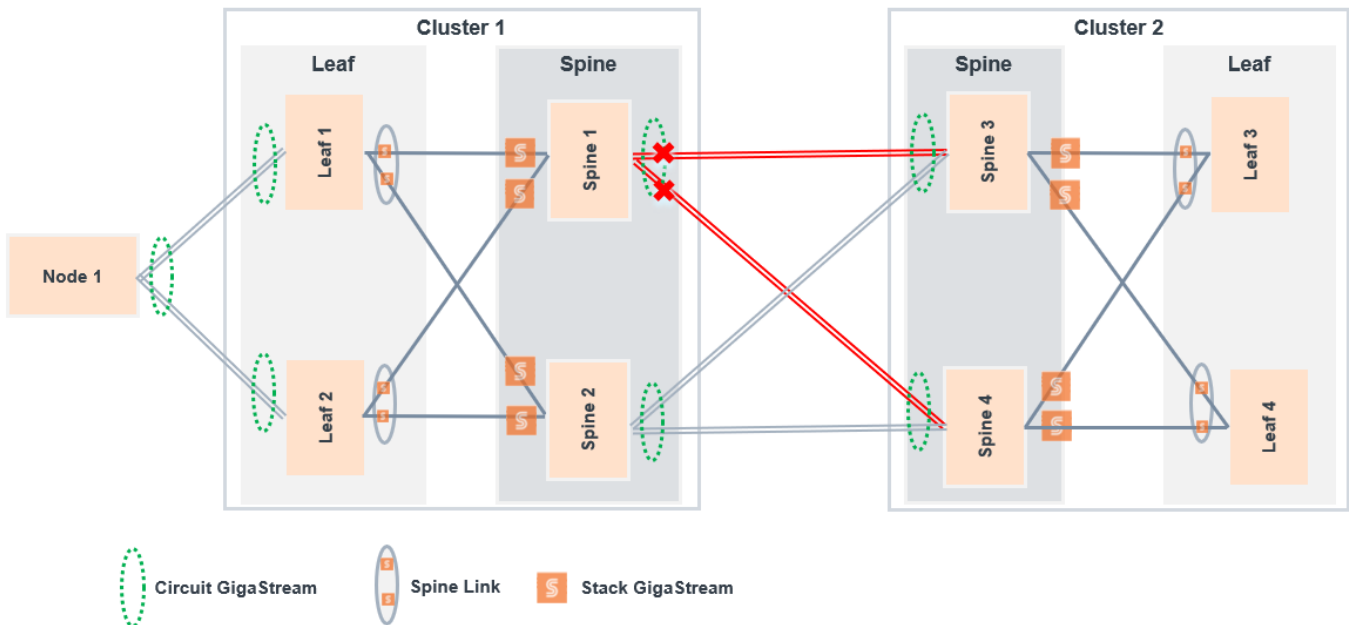 Cluster 1
Cluster 2
Leaf
Spine
Spine
Leaf
Leaf 1
Spine 1
Spine 3
Leaf 3
Node 1
Leaf 2
Spine 2
Spine 4
Leaf 4
Circuit GigaStream
Spine Link
Stack GigaStream